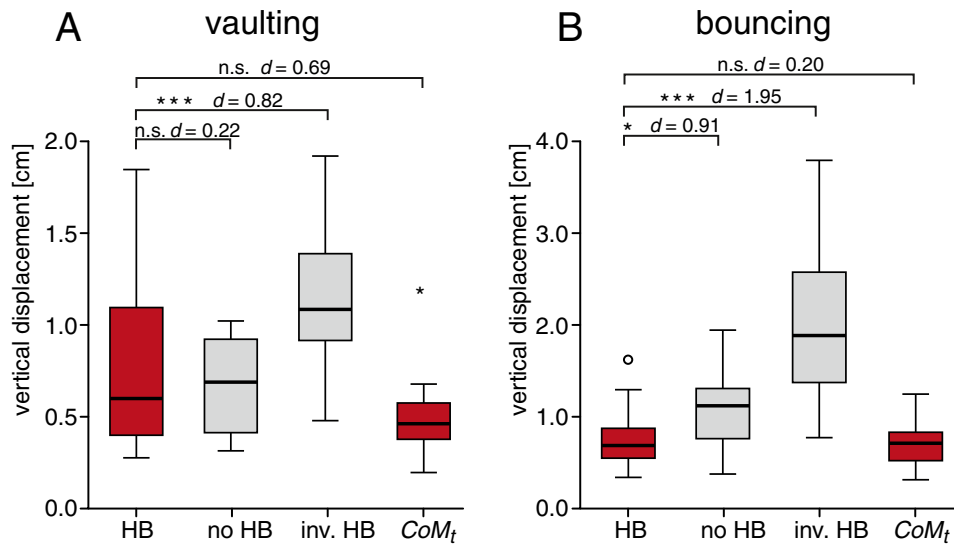 A vaulting
n.s. d = 0.69
*** d = 0.82
n.s. d = 0.22
vertical displacement [cm]
2.0
1.5
1.0
0.5
0.0
*
HB no HB inv. HB CoMt
B bouncing
n.s. d = 0.20
*** d = 1.95
* d = 0.91
vertical displacement [cm]
4.0
3.0
2.0
1.0
0.0
HB no HB inv. HB CoMt